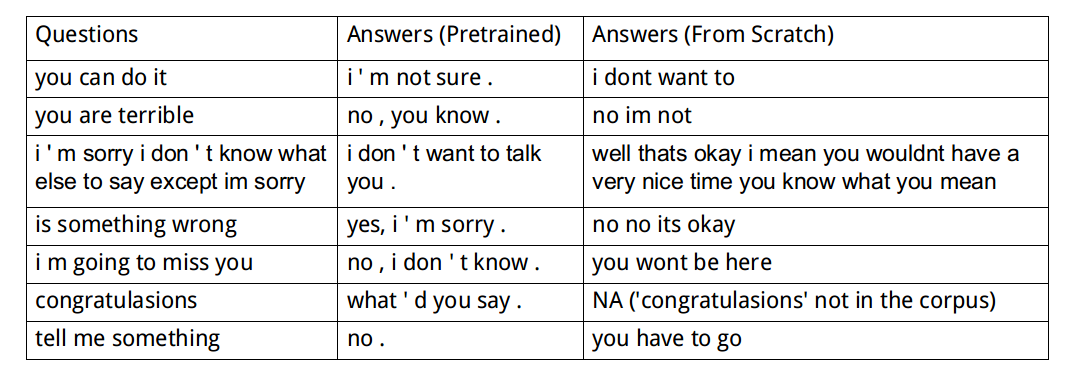 Questions Answers (Pretrained) Answers (From Scratch)
you can do it i ' m not sure . i dont want to
you are terrible no , you know . no im not
i ' m sorry i don ' t know what i don ' t want to talk well thats okay i mean you wouldnt have a
else to say except im sorry you . very nice time you know what you mean
is something wrong yes, i ' m sorry . no no its okay
i m going to miss you no , i don ' t know . you wont be here
congratulasions what ' d you say . NA ('congratulasions' not in the corpus)
tell me something no . you have to go